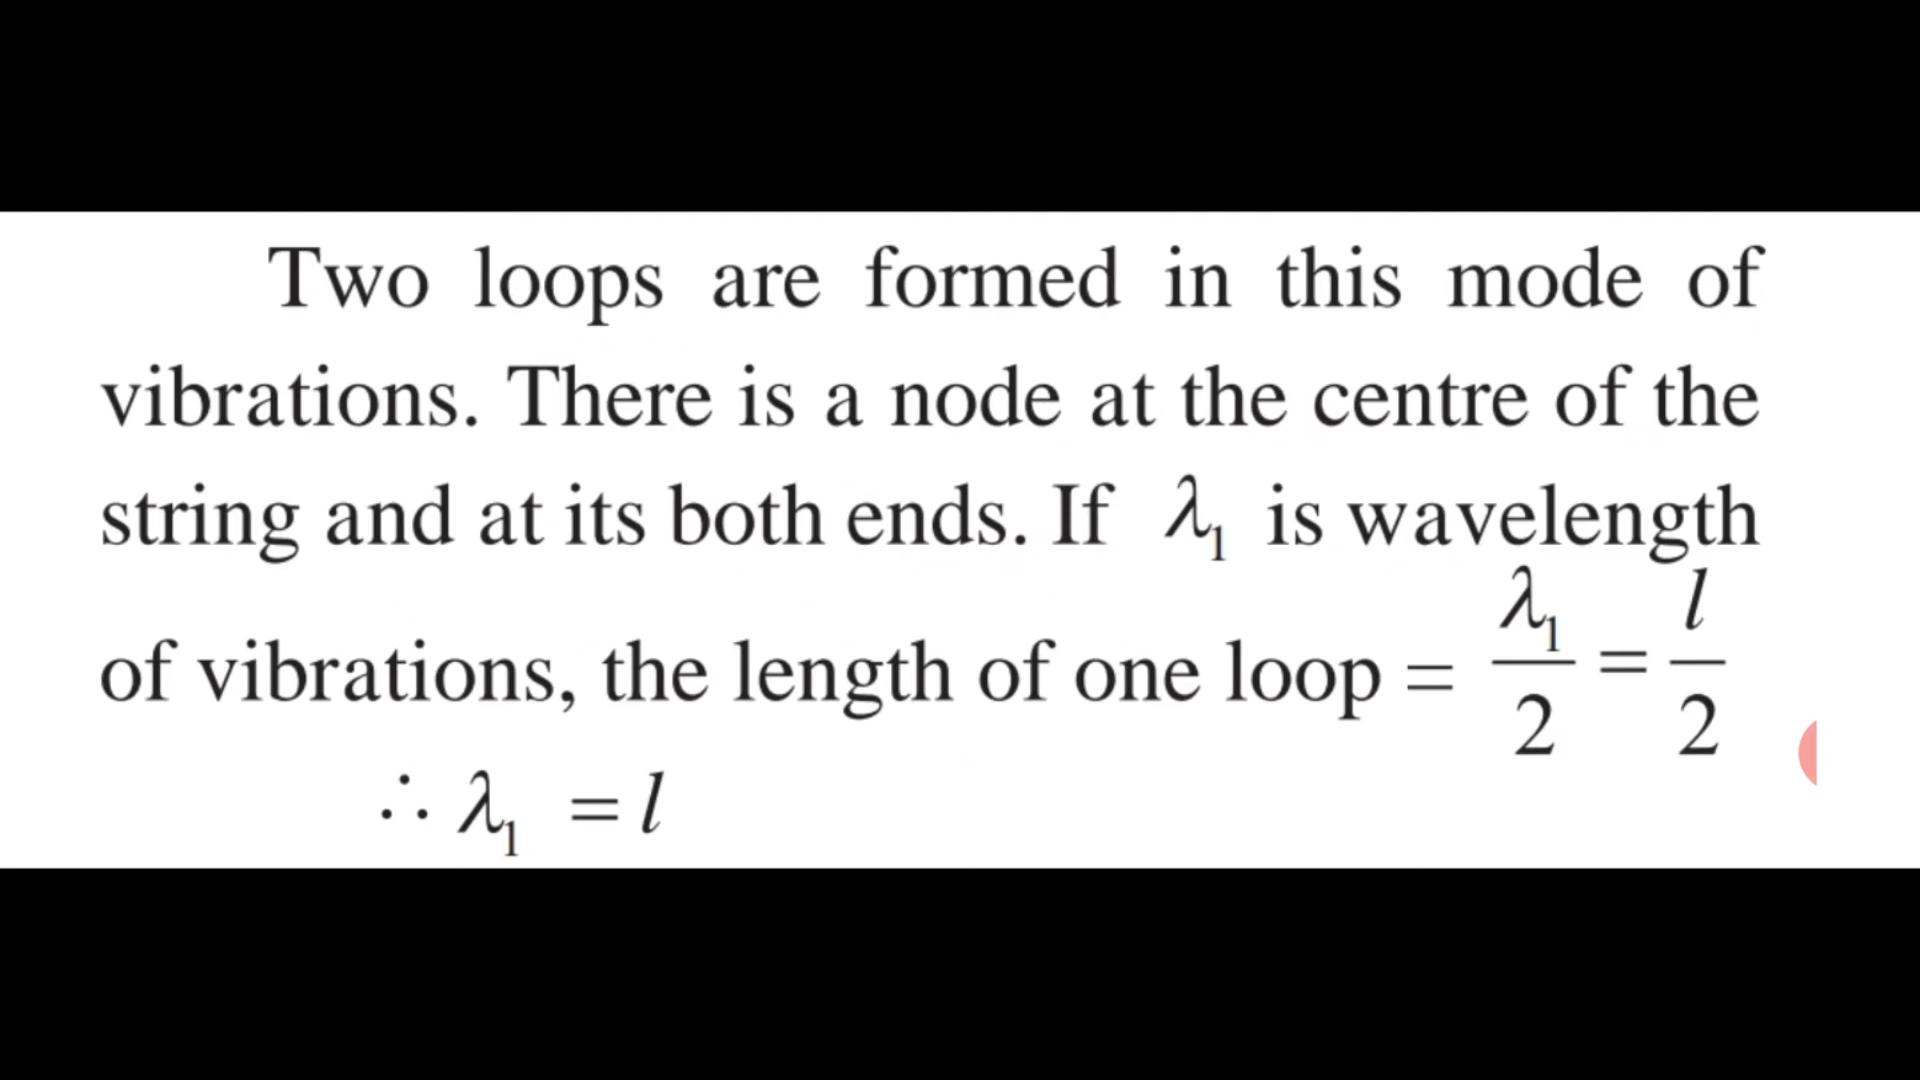 Two loops are formed in this mode of
vibrations. There is a node at the centre of the
string and at its both ends. If λ₁ is wavelength
of vibrations, the length of one loop = λ₁/2 = l/2
∴ λ₁ = l